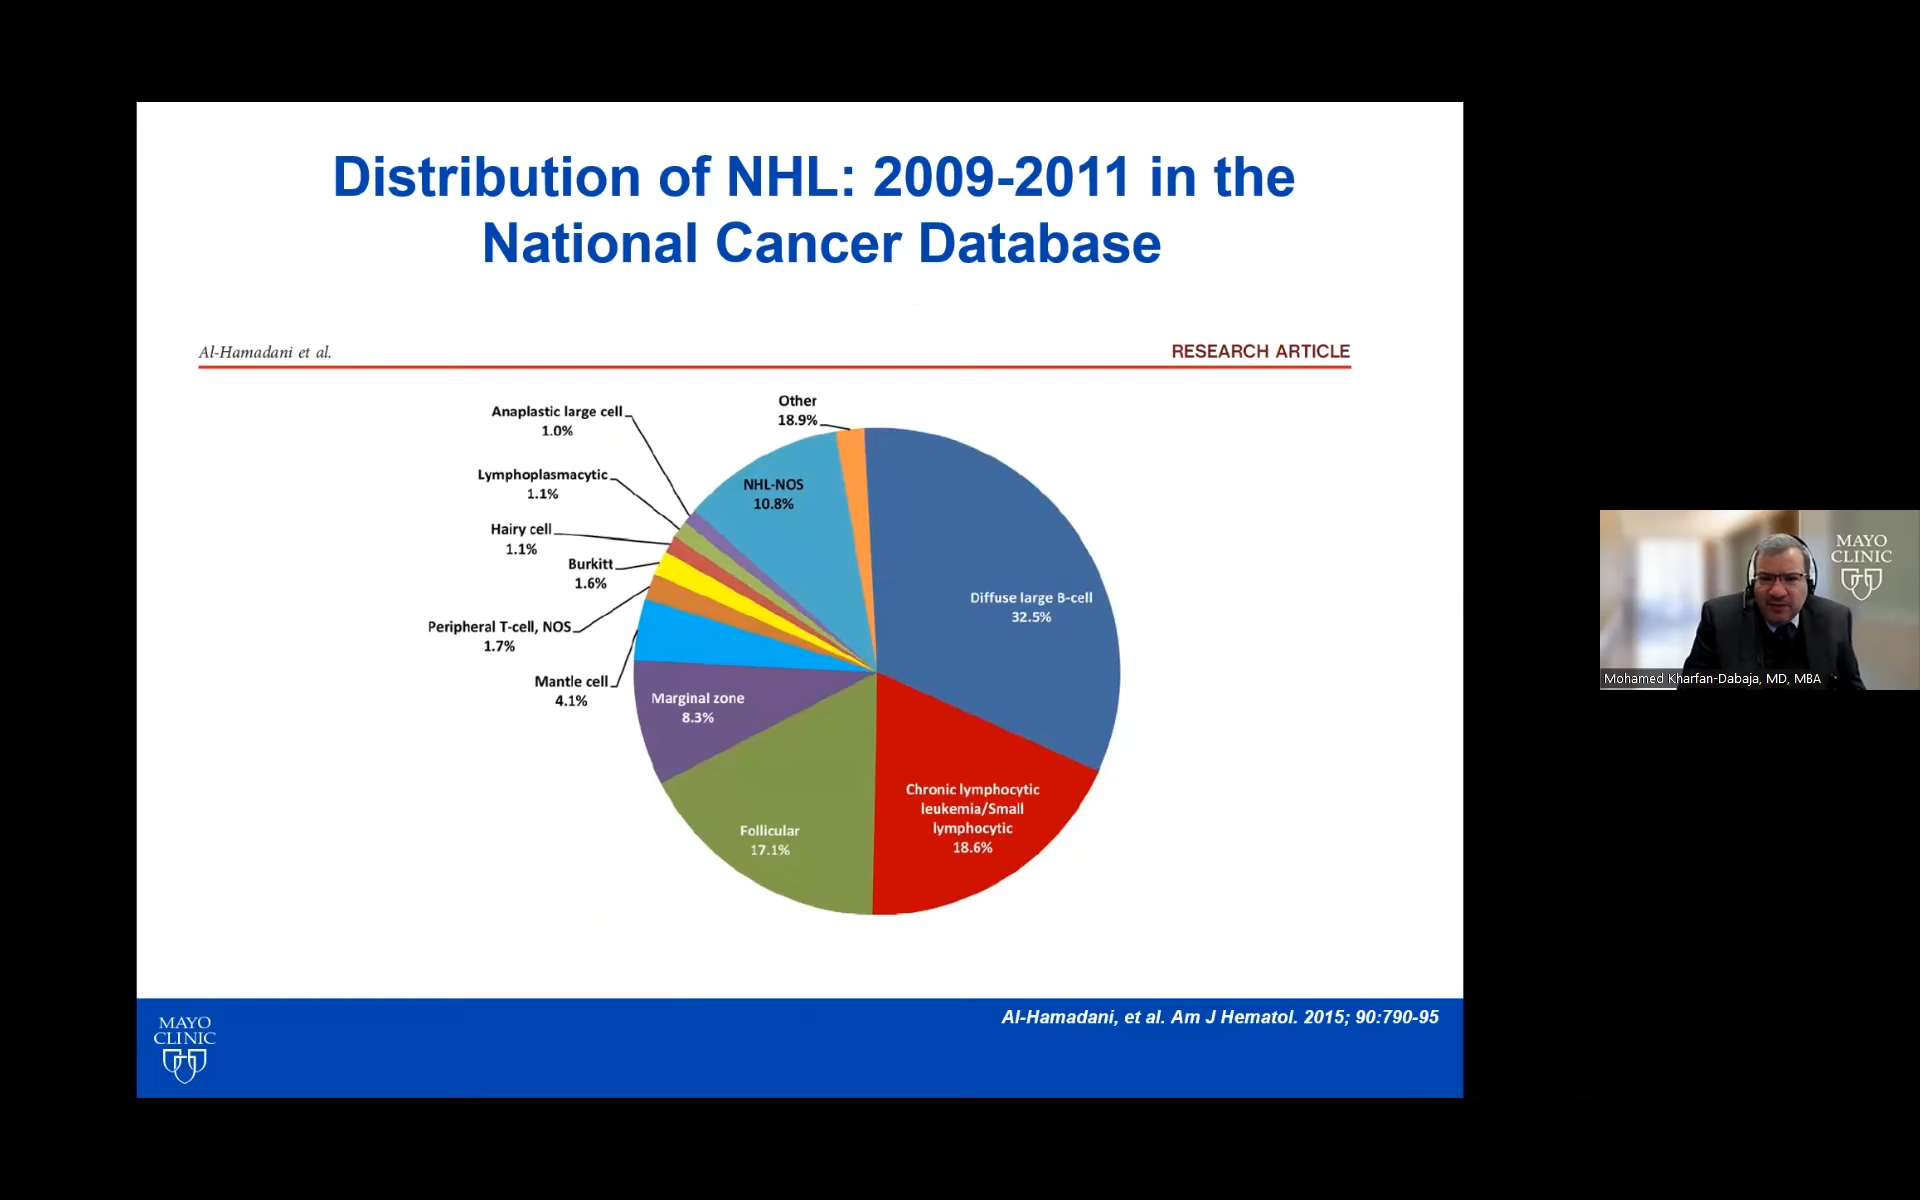 Distribution of NHL: 2009-2011 in the
National Cancer Database
Al-Hamadani et al.
RESEARCH ARTICLE
Other
18.9%
Anaplastic large cell
1.0%
Lymphoplasmacytic
1.1%
NHL-NOS
10.8%
Hairy cell
1.1%
Burkitt
1.6%
Diffuse large B-cell
32.5%
Peripheral T-cell, NOS
1.7%
Mantle cell
4.1%
Marginal zone
8.3%
Chronic lymphocytic
leukemia/Small
lymphocytic
18.6%
Follicular
17.1%
MAYO
CLINIC
Al-Hamadani, et al. Am J Hematol. 2015; 90:790-95
MAYO
CLINIC
Mohamed Kharfan-Dabaja, MD, MBA